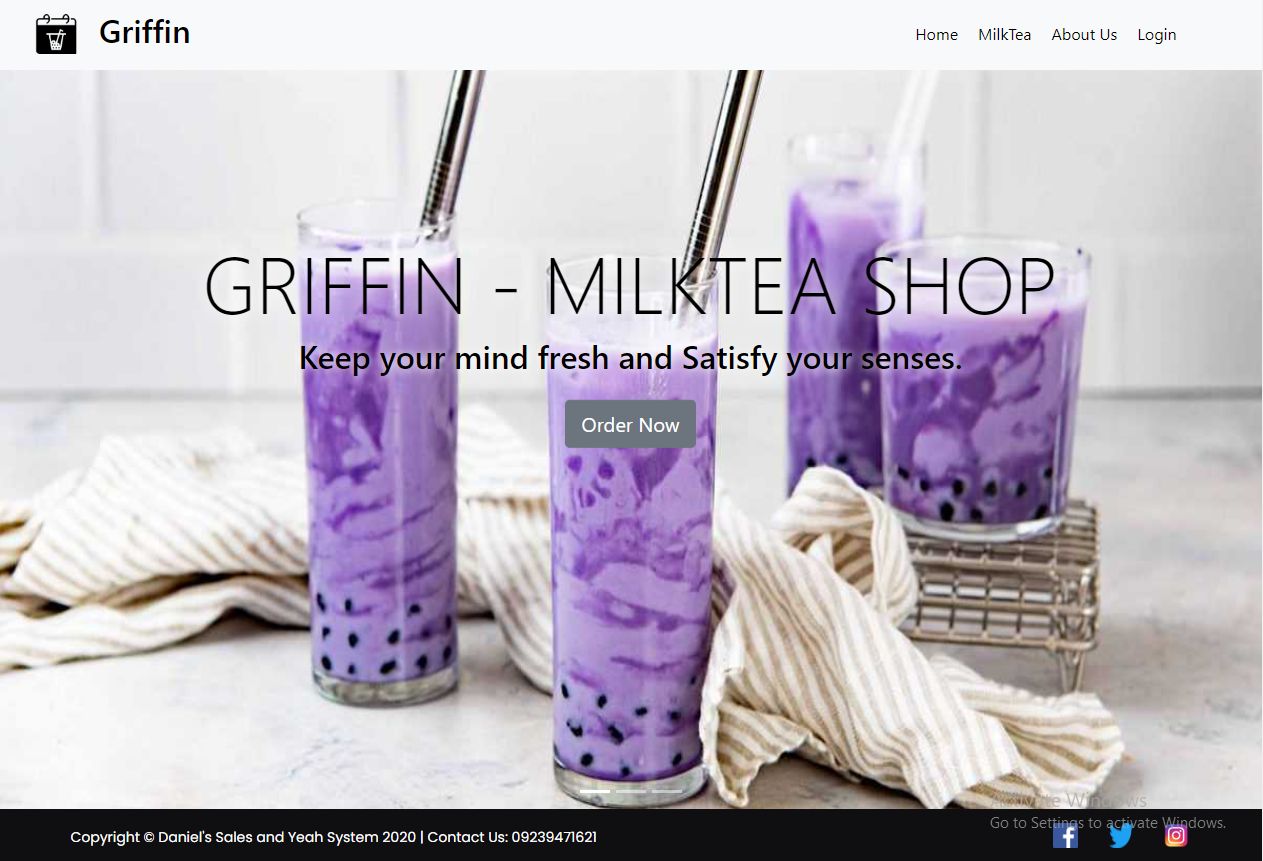 Griffin
Home MilkTea About Us Login
GRIFFIN - MILKTEA SHOP
Keep your mind fresh and Satisfy your senses.
Order Now
Activate Windows
Go to Settings to activate Windows.
Copyright © Daniel's Sales and Yeah System 2020 | Contact Us: 09239471621